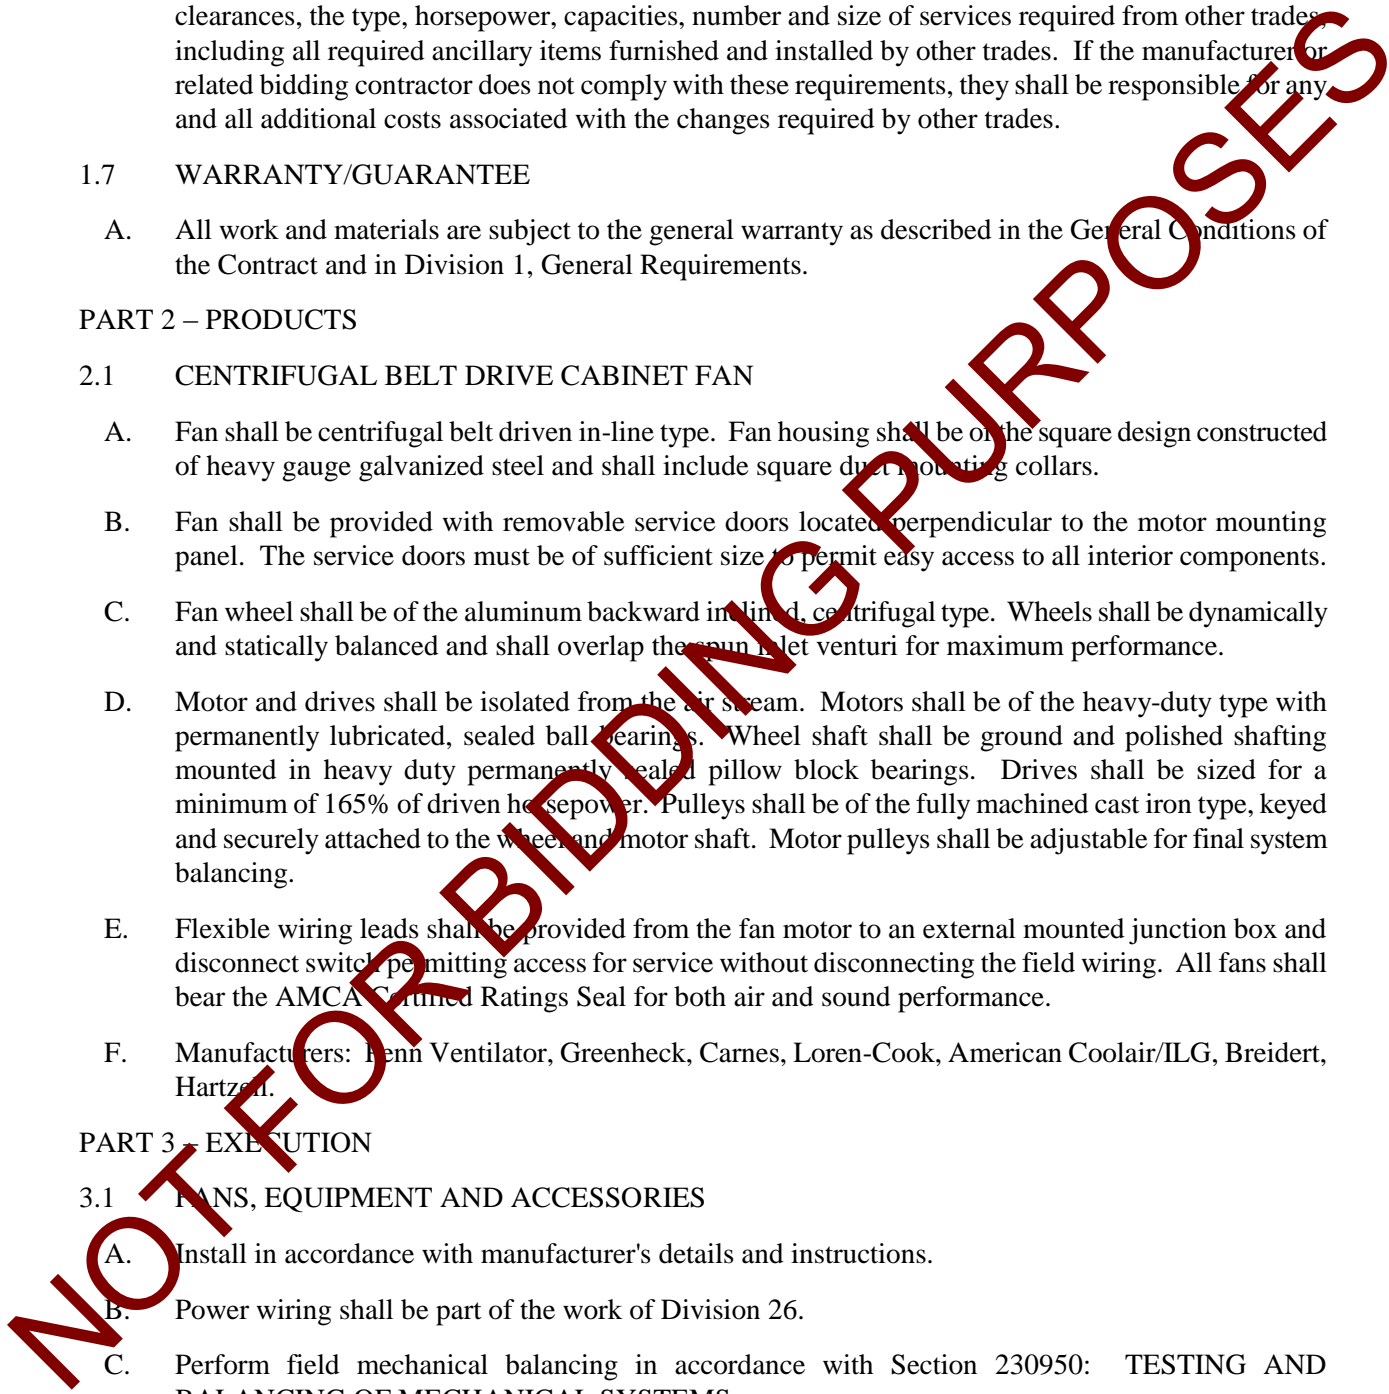 clearances, the type, horsepower, capacities, number and size of services required from other trades,
including all required ancillary items furnished and installed by other trades. If the manufacturer or
related bidding contractor does not comply with these requirements, they shall be responsible for any
and all additional costs associated with the changes required by other trades.
1.7 WARRANTY/GUARANTEE
A. All work and materials are subject to the general warranty as described in the General Conditions of
the Contract and in Division 1, General Requirements.
PART 2 – PRODUCTS
2.1 CENTRIFUGAL BELT DRIVE CABINET FAN
A. Fan shall be centrifugal belt driven in-line type. Fan housing shall be of the square design constructed
of heavy gauge galvanized steel and shall include square duct mounting collars.
B. Fan shall be provided with removable service doors located perpendicular to the motor mounting
panel. The service doors must be of sufficient size to permit easy access to all interior components.
C. Fan wheel shall be of the aluminum backward inclined, centrifugal type. Wheels shall be dynamically
and statically balanced and shall overlap the spun inlet venturi for maximum performance.
D. Motor and drives shall be isolated from the air stream. Motors shall be of the heavy-duty type with
permanently lubricated, sealed ball bearings. Wheel shaft shall be ground and polished shafting
mounted in heavy duty permanently sealed pillow block bearings. Drives shall be sized for a
minimum of 165% of driven horsepower. Pulleys shall be of the fully machined cast iron type, keyed
and securely attached to the wheel and motor shaft. Motor pulleys shall be adjustable for final system
balancing.
E. Flexible wiring leads shall be provided from the fan motor to an external mounted junction box and
disconnect switch permitting access for service without disconnecting the field wiring. All fans shall
bear the AMCA Certified Ratings Seal for both air and sound performance.
F. Manufacturers: Penn Ventilator, Greenheck, Carnes, Loren-Cook, American Coolair/ILG, Breidert,
Hartzell.
PART 3 – EXECUTION
3.1 FANS, EQUIPMENT AND ACCESSORIES
A. Install in accordance with manufacturer's details and instructions.
B. Power wiring shall be part of the work of Division 26.
C. Perform field mechanical balancing in accordance with Section 230950: TESTING AND
BALANCING OF MECHANICAL SYSTEMS
NOT FOR BIDDING PURPOSES